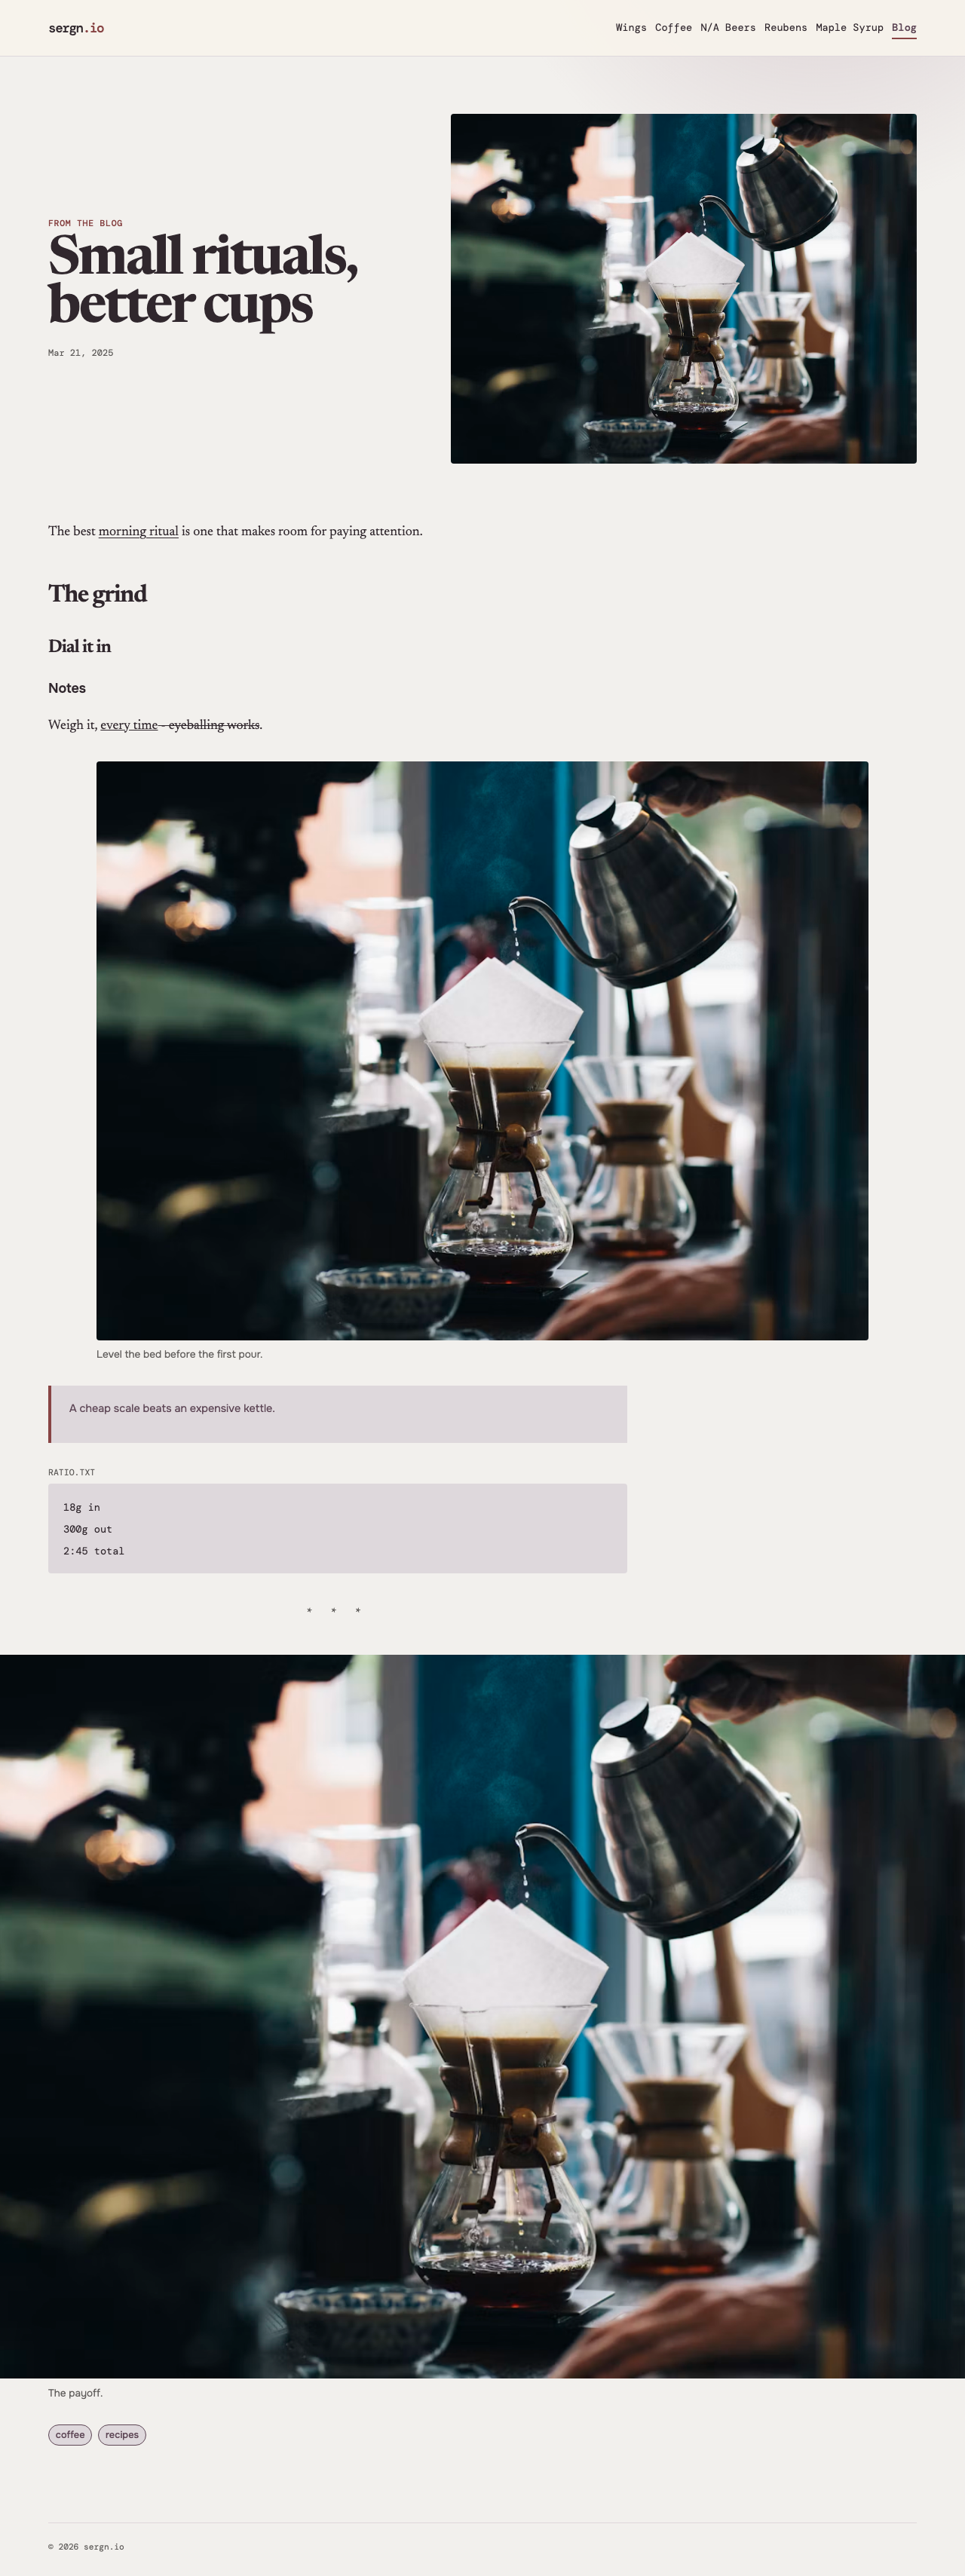 sergn.io
Wings Coffee N/A Beers Reubens Maple Syrup Blog
FROM THE BLOG
Small rituals,
better cups
Mar 21, 2025
The best morning ritual is one that makes room for paying attention.
The grind
Dial it in
Notes
Weigh it, every time - eyeballing works.
Level the bed before the first pour.
A cheap scale beats an expensive kettle.
RATIO.TXT
18g in
300g out
2:45 total
* * *
The payoff.
coffee recipes
© 2026 sergn.io